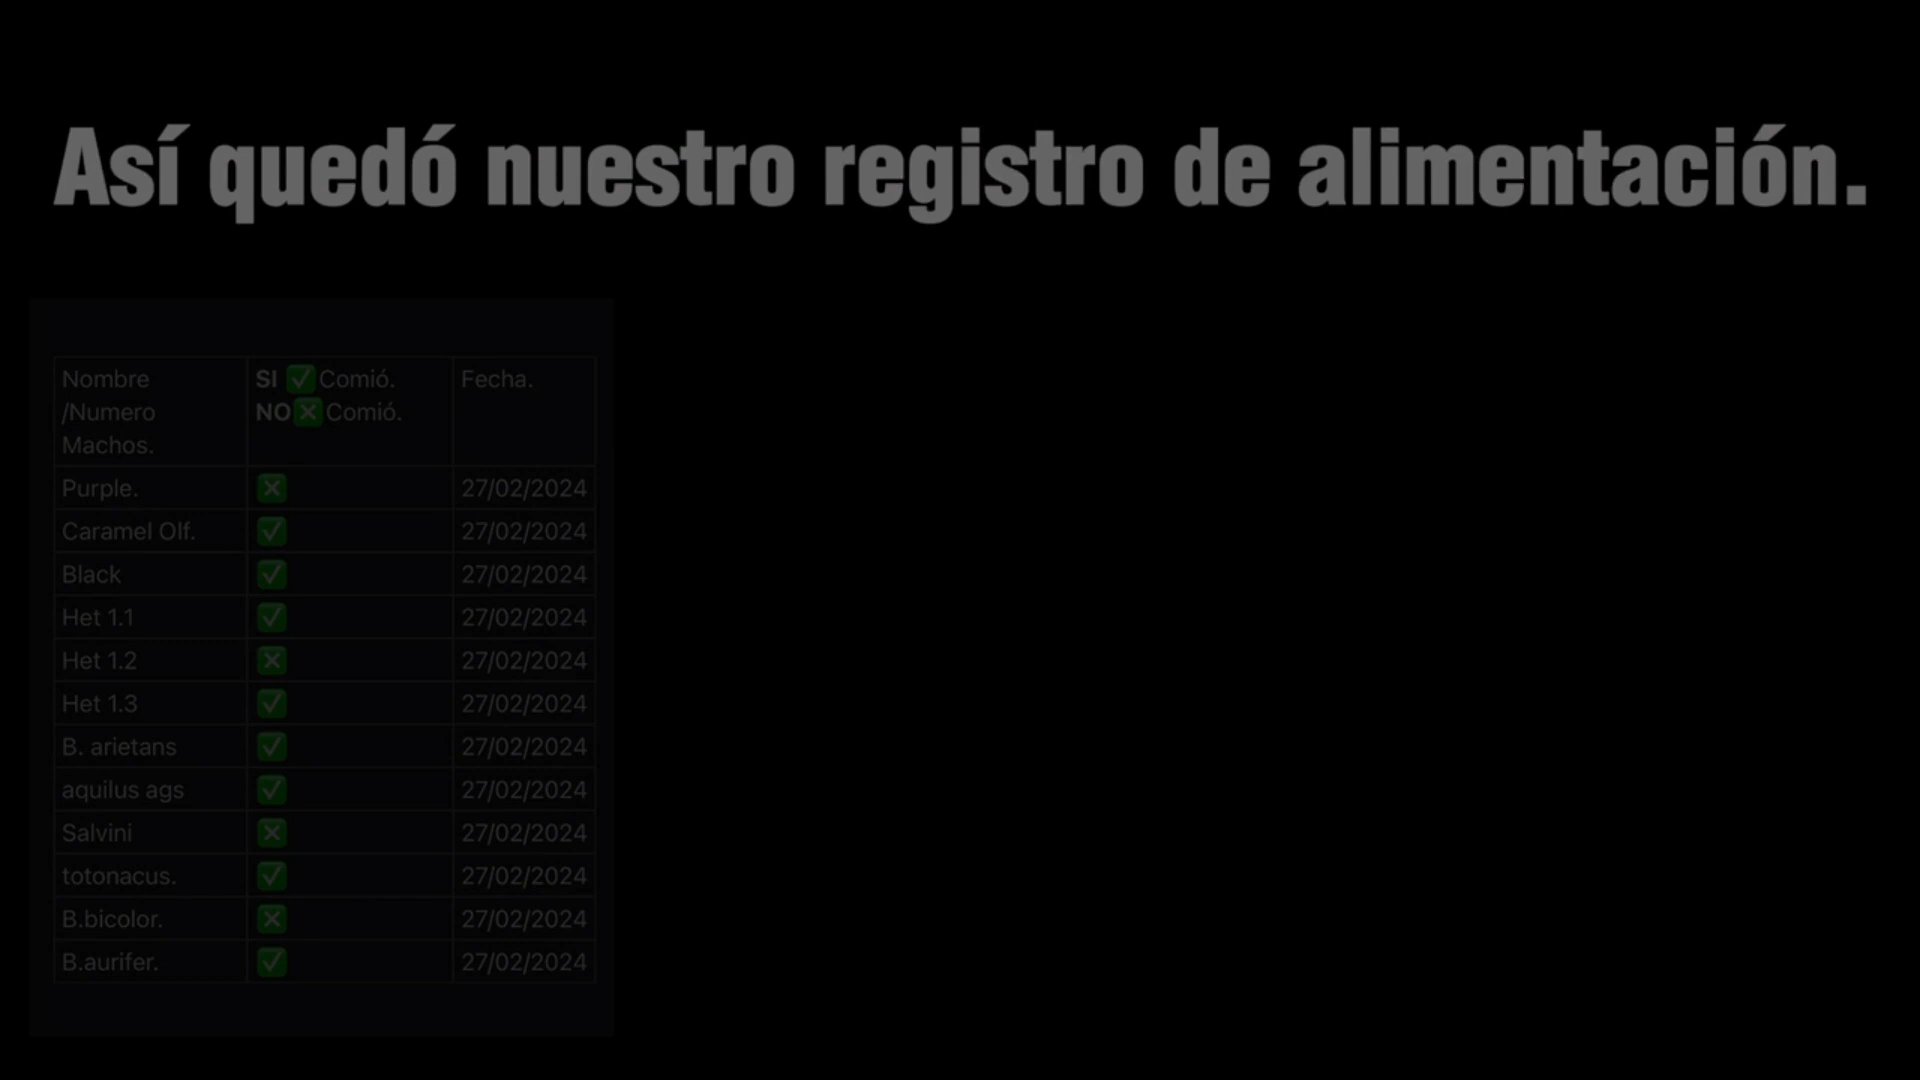 Así quedó nuestro registro de alimentación.
Nombre /Numero Machos. SI ✅ Comió. NO ❎ Comió. Fecha.
Purple. ❎ 27/02/2024
Caramel Olf. ✅ 27/02/2024
Black ✅ 27/02/2024
Het 1.1 ✅ 27/02/2024
Het 1.2 ❎ 27/02/2024
Het 1.3 ✅ 27/02/2024
B. arietans ✅ 27/02/2024
aquilus ags ✅ 27/02/2024
Salvini ❎ 27/02/2024
totonacus. ✅ 27/02/2024
B.bicolor. ❎ 27/02/2024
B.aurifer. ✅ 27/02/2024